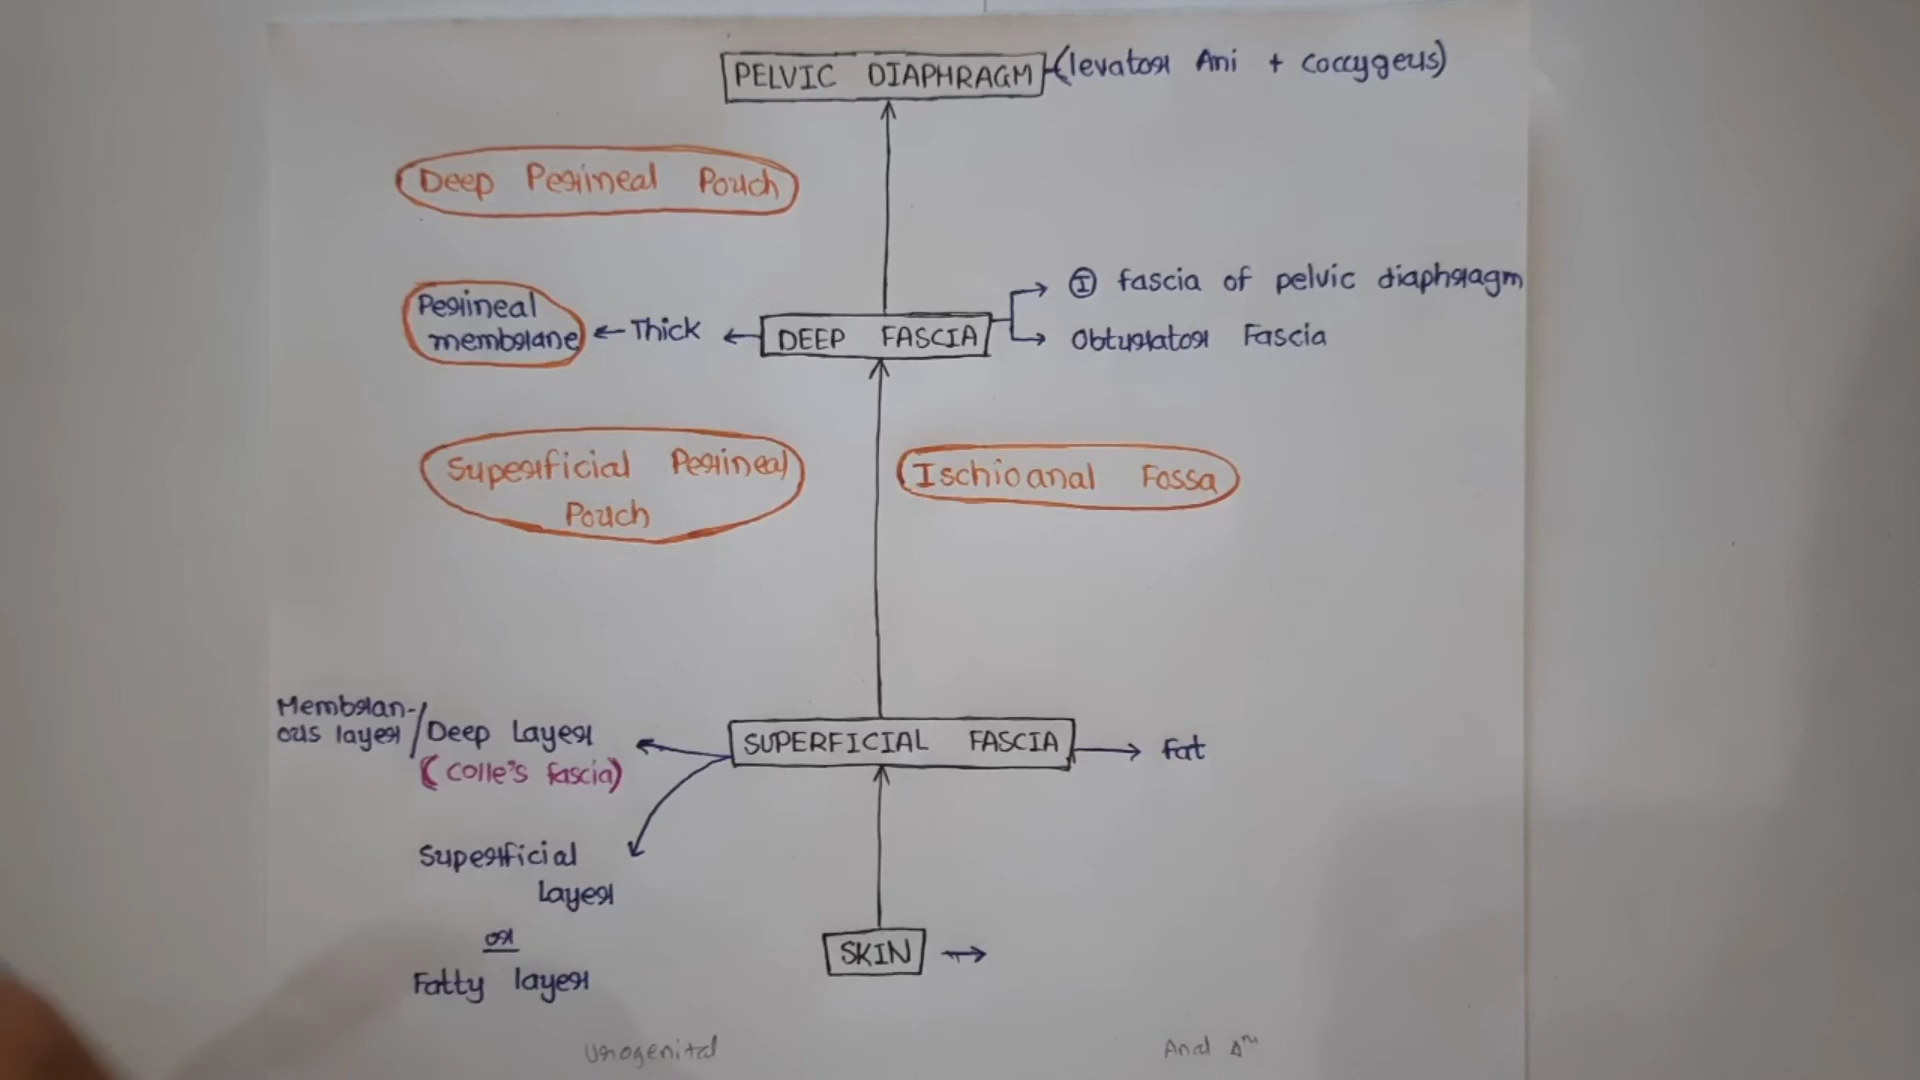 PELVIC DIAPHRAGM (levator Ani + coccygeus)
Deep Perineal Pouch
Perineal
membrane
Thick
DEEP FASCIA
I fascia of pelvic diaphragm
Obturator Fascia
Superficial Perineal
Pouch
Ischioanal Fossa
Membran-
ous layer / Deep Layer
(Colle's fascia)
SUPERFICIAL FASCIA
Fat
Superficial
layer
or
Fatty layer
SKIN
Urogenital
Anal Δ